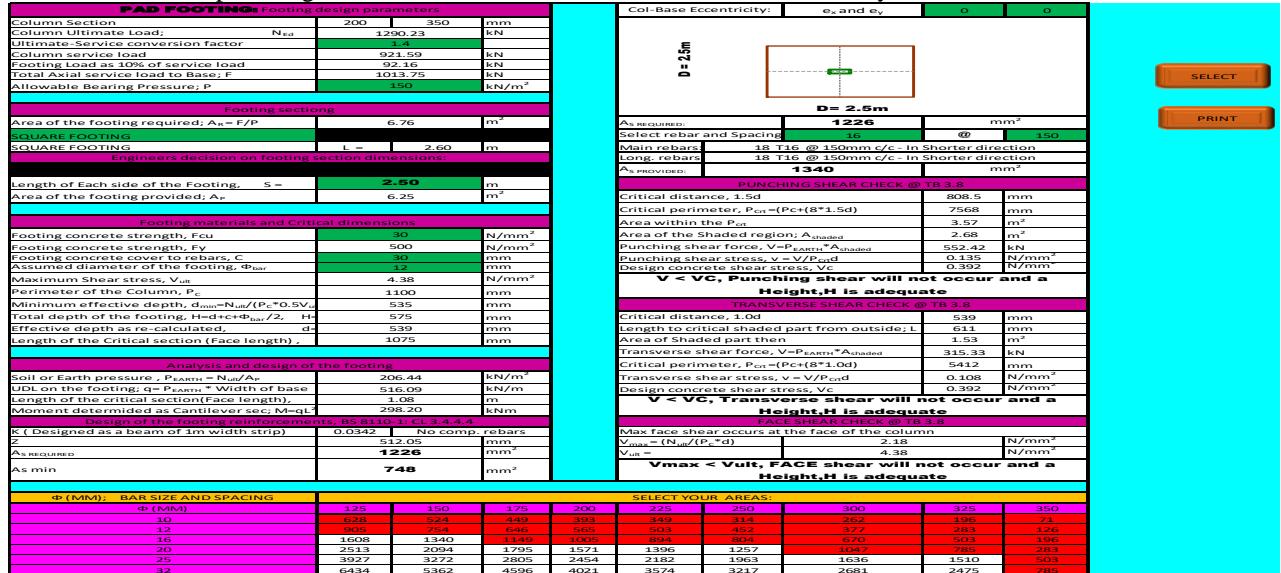 PAD FOOTING: Footing design parameters
Column Section 200 350 mm
Column Ultimate Load; NEd 1290.23 kN
Ultimate-Service conversion factor 1.4
Column service load 921.59 kN
Footing Load as 10% of service load 92.16 kN
Total Axial service load to Base; F 1013.75 kN
Allowable Bearing Pressure; P 150 kN/m²
Footing sectiong
Area of the footing required; AR = F/P 6.76 m²
SQUARE FOOTING
SQUARE FOOTING L = 2.60 m
Engineers decision on footing section dimensions:
Length of Each side of the Footing, S = 2.50 m
Area of the footing provided; AP 6.25 m²
Footing materials and Critical dimensions
Footing concrete strength, Fcu 30 N/mm²
Footing concrete strength, Fy 500 N/mm²
Footing concrete cover to rebars, C 30 mm
Assumed diameter of the footing, Φbar 12 mm
Maximum Shear stress, Vult 4.38 N/mm²
Perimeter of the Column, Pc 1100 mm
Minimum effective depth, dmin=Nult/(Pc*0.5Vu 535 mm
Total depth of the footing, H=d+c+Φbar/2, H- 575 mm
Effective depth as re-calculated, d- 539 mm
Length of the Critical section (Face length) , 1075 mm
Analysis and design of the footing
Soil or Earth pressure , PEARTH = Nult/AP 206.44 kN/m²
UDL on the footing; q= PEARTH * Width of base 516.09 kN/m
Length of the critical section(Face length), 1.08 m
Moment determided as Cantilever sec; M=qL² 298.20 kNm
Design of the footing reinforcements, BS 8110-1: CL 3.4.4.4
K ( Designed as a beam of 1m width strip) 0.0342 No comp. rebars
Z 512.05 mm
AS REQUIRED 1226 mm²
As min 748 mm²
Col-Base Eccentricity: ex and ey 0 0
D = 2.5m
D= 2.5m
AS REQUIRED: 1226 mm²
Select rebar and Spacing 16 @ 150
Main rebars: 18 T16 @ 150mm c/c - In Shorter direction
Long. rebars 18 T16 @ 150mm c/c - In Shorter direction
AS PROVIDED: 1340 mm²
PUNCHING SHEAR CHECK @ TB 3.8
Critical distance, 1.5d 808.5 mm
Critical perimeter, PCrt =(Pc+(8*1.5d) 7568 mm
Area within the Pcrt 3.57 m²
Area of the Shaded region; Ashaded 2.68 m²
Punching shear force, V=PEARTH*Ashaded 552.42 kN
Punching shear stress, v = V/PCrtd 0.135 N/mm²
Design concrete shear stress, Vc 0.392 N/mm²
V < VC, Punching shear will not occur and a
Height,H is adequate
TRANSVERSE SHEAR CHECK @ TB 3.8
Critical distance, 1.0d 539 mm
Length to critical shaded part from outside; L 611 mm
Area of Shaded part then 1.53 m²
Transverse shear force, V=PEARTH*Ashaded 315.33 kN
Critical perimeter, PCrt =(Pc+(8*1.0d) 5412 mm
Transverse shear stress, v = V/PCrtd 0.108 N/mm²
Design concrete shear stress, Vc 0.392 N/mm²
V < VC, Transverse shear will not occur and a
Height,H is adequate
FACE SHEAR CHECK @ TB 3.8
Max face shear occurs at the face of the column
Vmax = (Nult/(Pc*d) 2.18 N/mm²
Vult = 4.38 N/mm²
Vmax < Vult, FACE shear will not occur and a
Height,H is adequate
SELECT
PRINT
Φ (MM); BAR SIZE AND SPACING SELECT YOUR AREAS:
Φ (MM) 125 150 175 200 225 250 300 325 350
10 628 524 449 393 349 314 262 196 71
12 905 754 646 565 503 452 377 283 126
16 1608 1340 1149 1005 894 804 670 503 196
20 2513 2094 1795 1571 1396 1257 1047 785 283
25 3927 3272 2805 2454 2182 1963 1636 1510 503
32 6434 5362 4596 4021 3574 3217 2681 2475 785